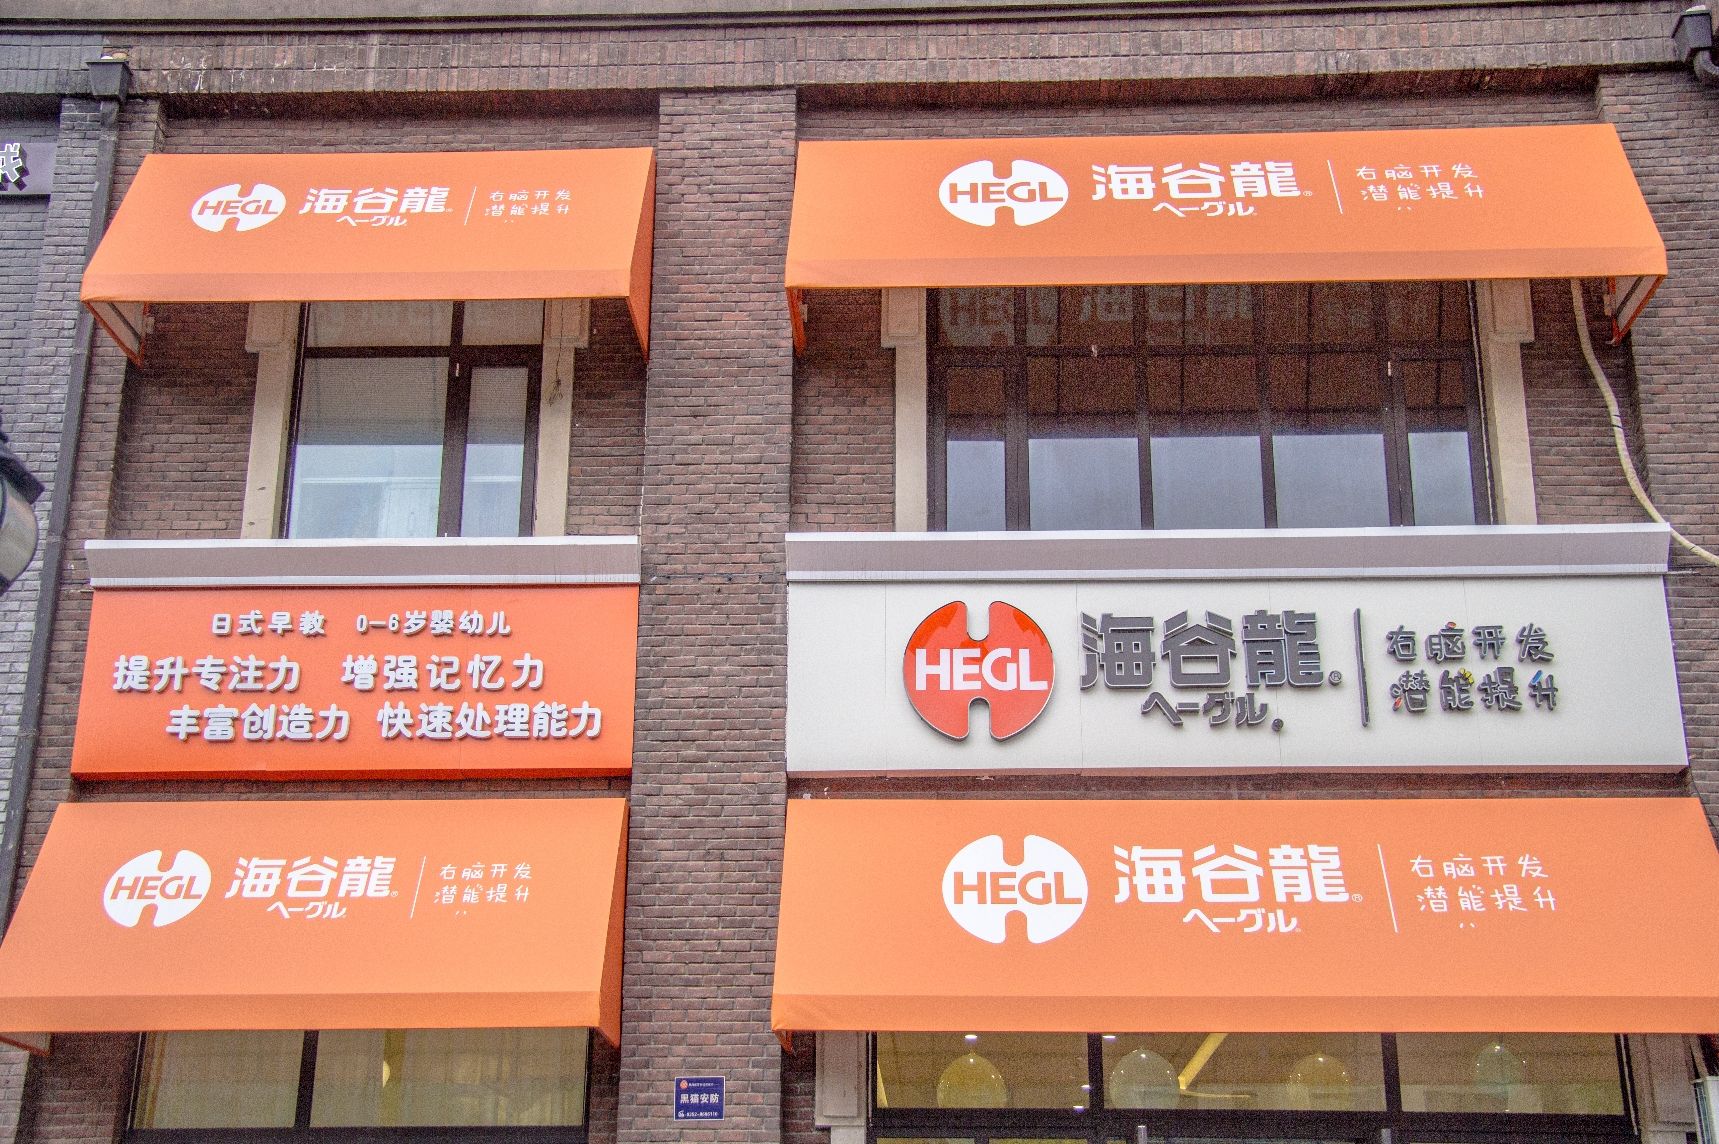 HEGL 海谷龍® 右脑开发
ヘーグル 潜能提升
HEGL 海谷龍® 右脑开发
ヘーグル 潜能提升
日式早教 0-6岁婴幼儿
提升专注力 增强记忆力
丰富创造力 快速处理能力
HEGL 海谷龍® 右脑开发
ヘーグル 潜能提升
HEGL 海谷龍® 右脑开发
ヘーグル 潜能提升
HEGL 海谷龍® 右脑开发
ヘーグル 潜能提升
黑猫安防